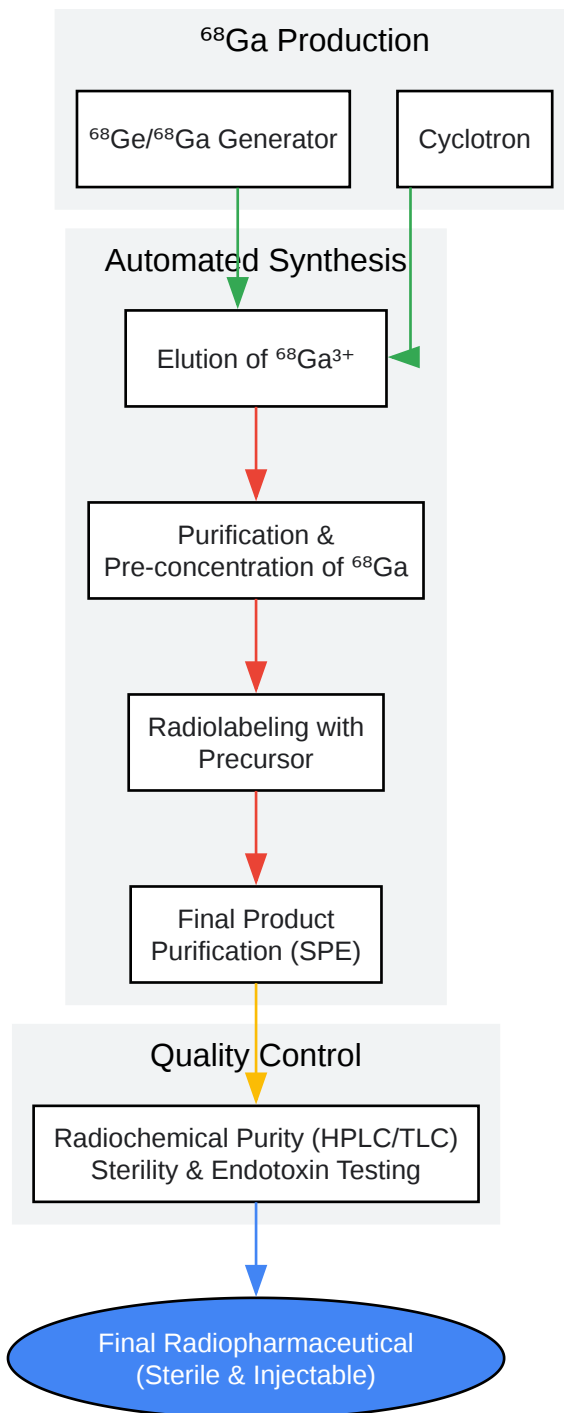 ⁶⁸Ga Production
⁶⁸Ge/⁶⁸Ga Generator
Cyclotron
Automated Synthesis
Elution of ⁶⁸Ga³⁺
Purification &
Pre-concentration of ⁶⁸Ga
Radiolabeling with
Precursor
Final Product
Purification (SPE)
Quality Control
Radiochemical Purity (HPLC/TLC)
Sterility & Endotoxin Testing
Final Radiopharmaceutical
(Sterile & Injectable)